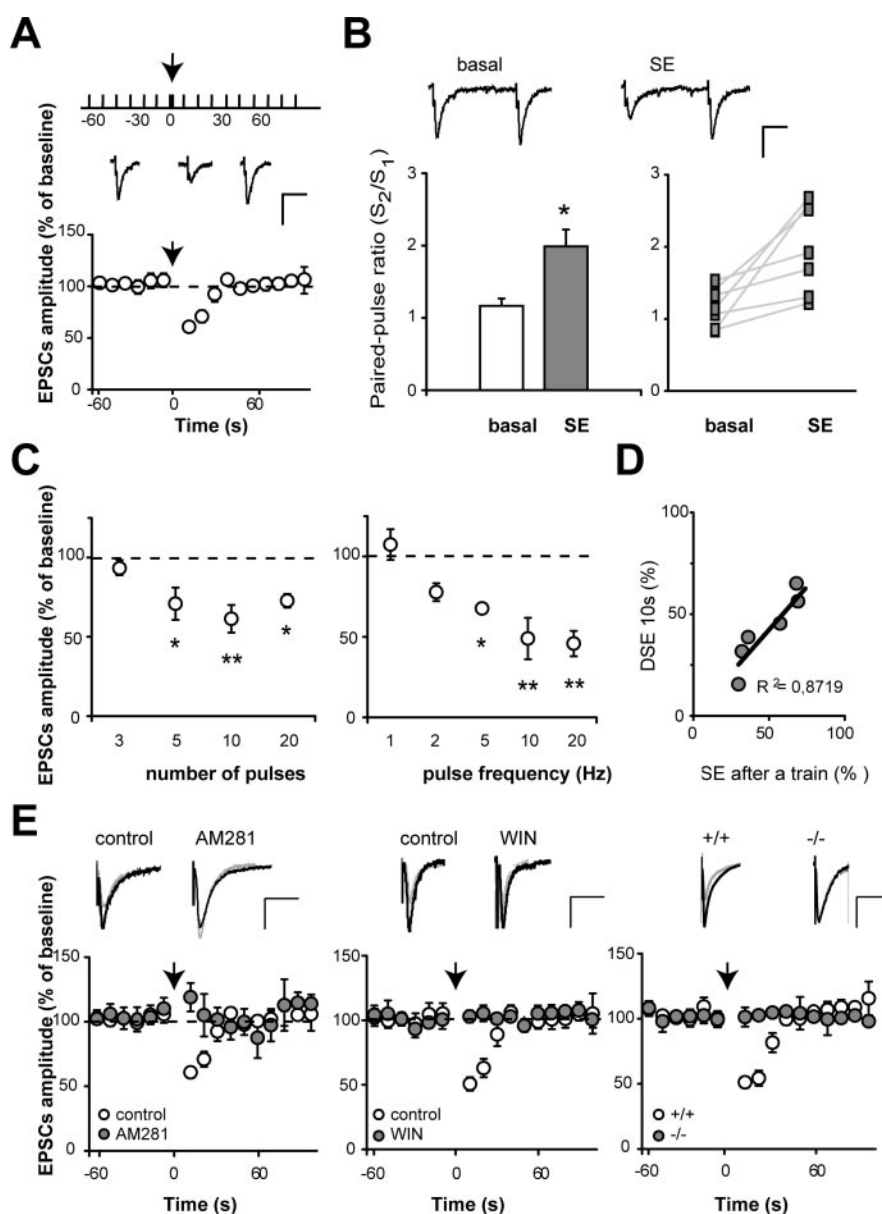 A
-60 -30 0 30 60
EPSCs amplitude (% of baseline)
150
100
50
0
-60 0 60
Time (s)
B
basal SE
Paired-pulse ratio (S2/S1)
3 3
2 2
1 1
0 0
*
basal SE basal SE
C
EPSCs amplitude (% of baseline)
100 100
50 50
0 0
* ** * * ** **
3 5 10 20 1 2 5 10 20
number of pulses pulse frequency (Hz)
D
DSE 10s (%)
100
50
0
R2= 0,8719
0 50 100
SE after a train (% )
E
control AM281 control WIN +/+ -/-
EPSCs amplitude (% of baseline)
150 150 150
100 100 100
50 50 50
0 0 0
control control +/+
AM281 WIN -/-
-60 0 60 -60 0 60 -60 0 60
Time (s) Time (s) Time (s)